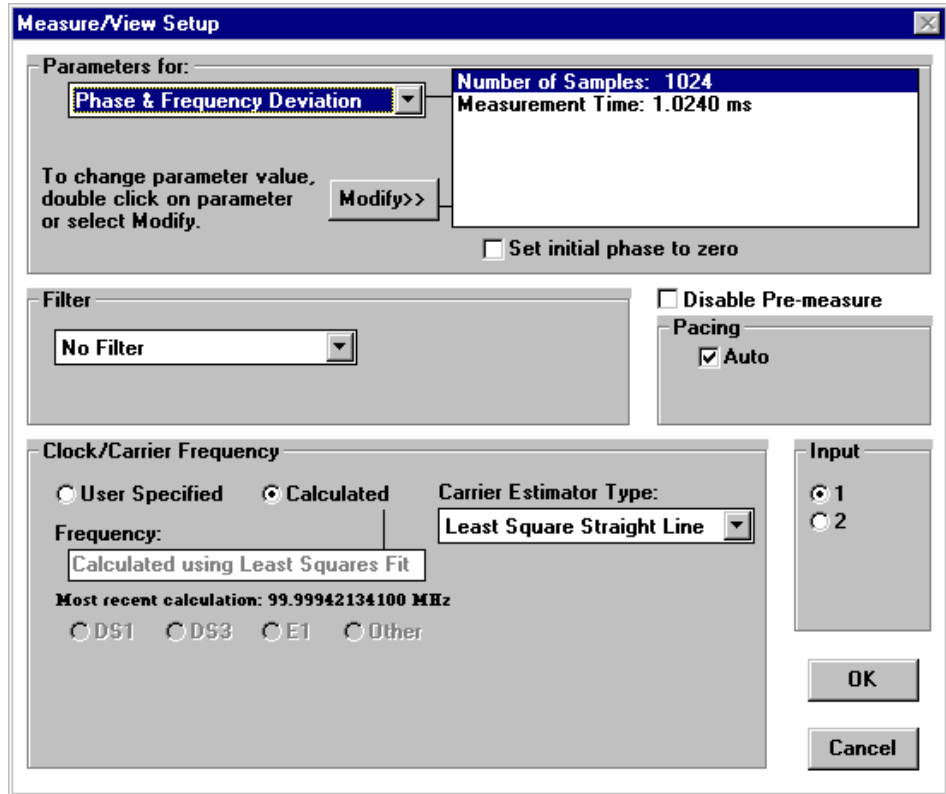 Measure/View Setup
Parameters for:
Phase & Frequency Deviation
Number of Samples: 1024
Measurement Time: 1.0240 ms
To change parameter value,
double click on parameter
or select Modify.
Modify>>
Set initial phase to zero
Filter
No Filter
Disable Pre-measure
Pacing
Auto
Clock/Carrier Frequency
User Specified
Calculated
Carrier Estimator Type:
Least Square Straight Line
Frequency:
Calculated using Least Squares Fit
Most recent calculation: 99.99942134100 MHz
DS1 DS3 E1 Other
Input
1
2
OK
Cancel